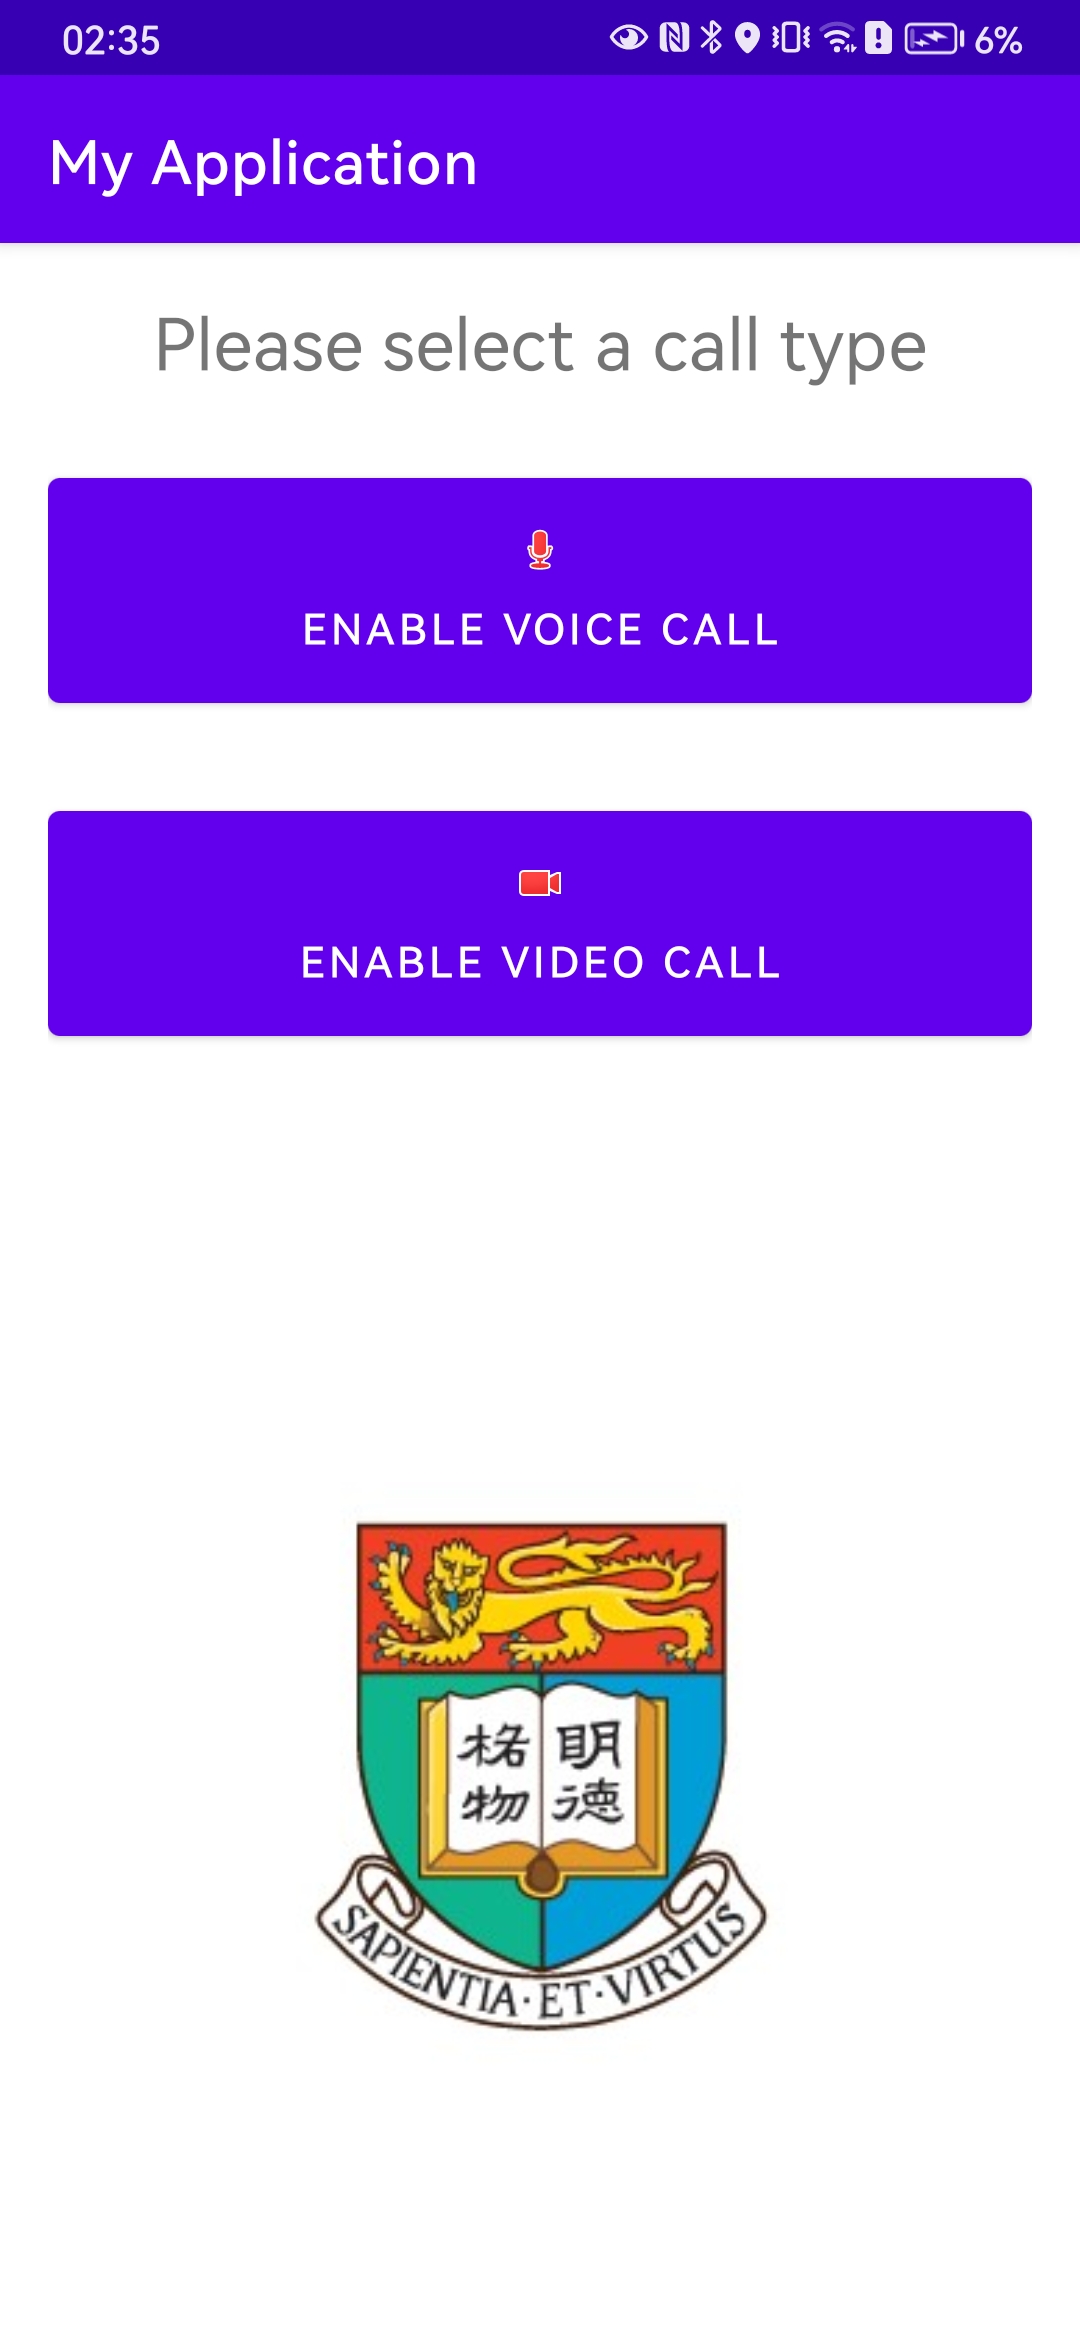 02:35
6%
My Application
Please select a call type
ENABLE VOICE CALL
ENABLE VIDEO CALL
明德
格物
SAPIENTIA·ET·VIRTUS